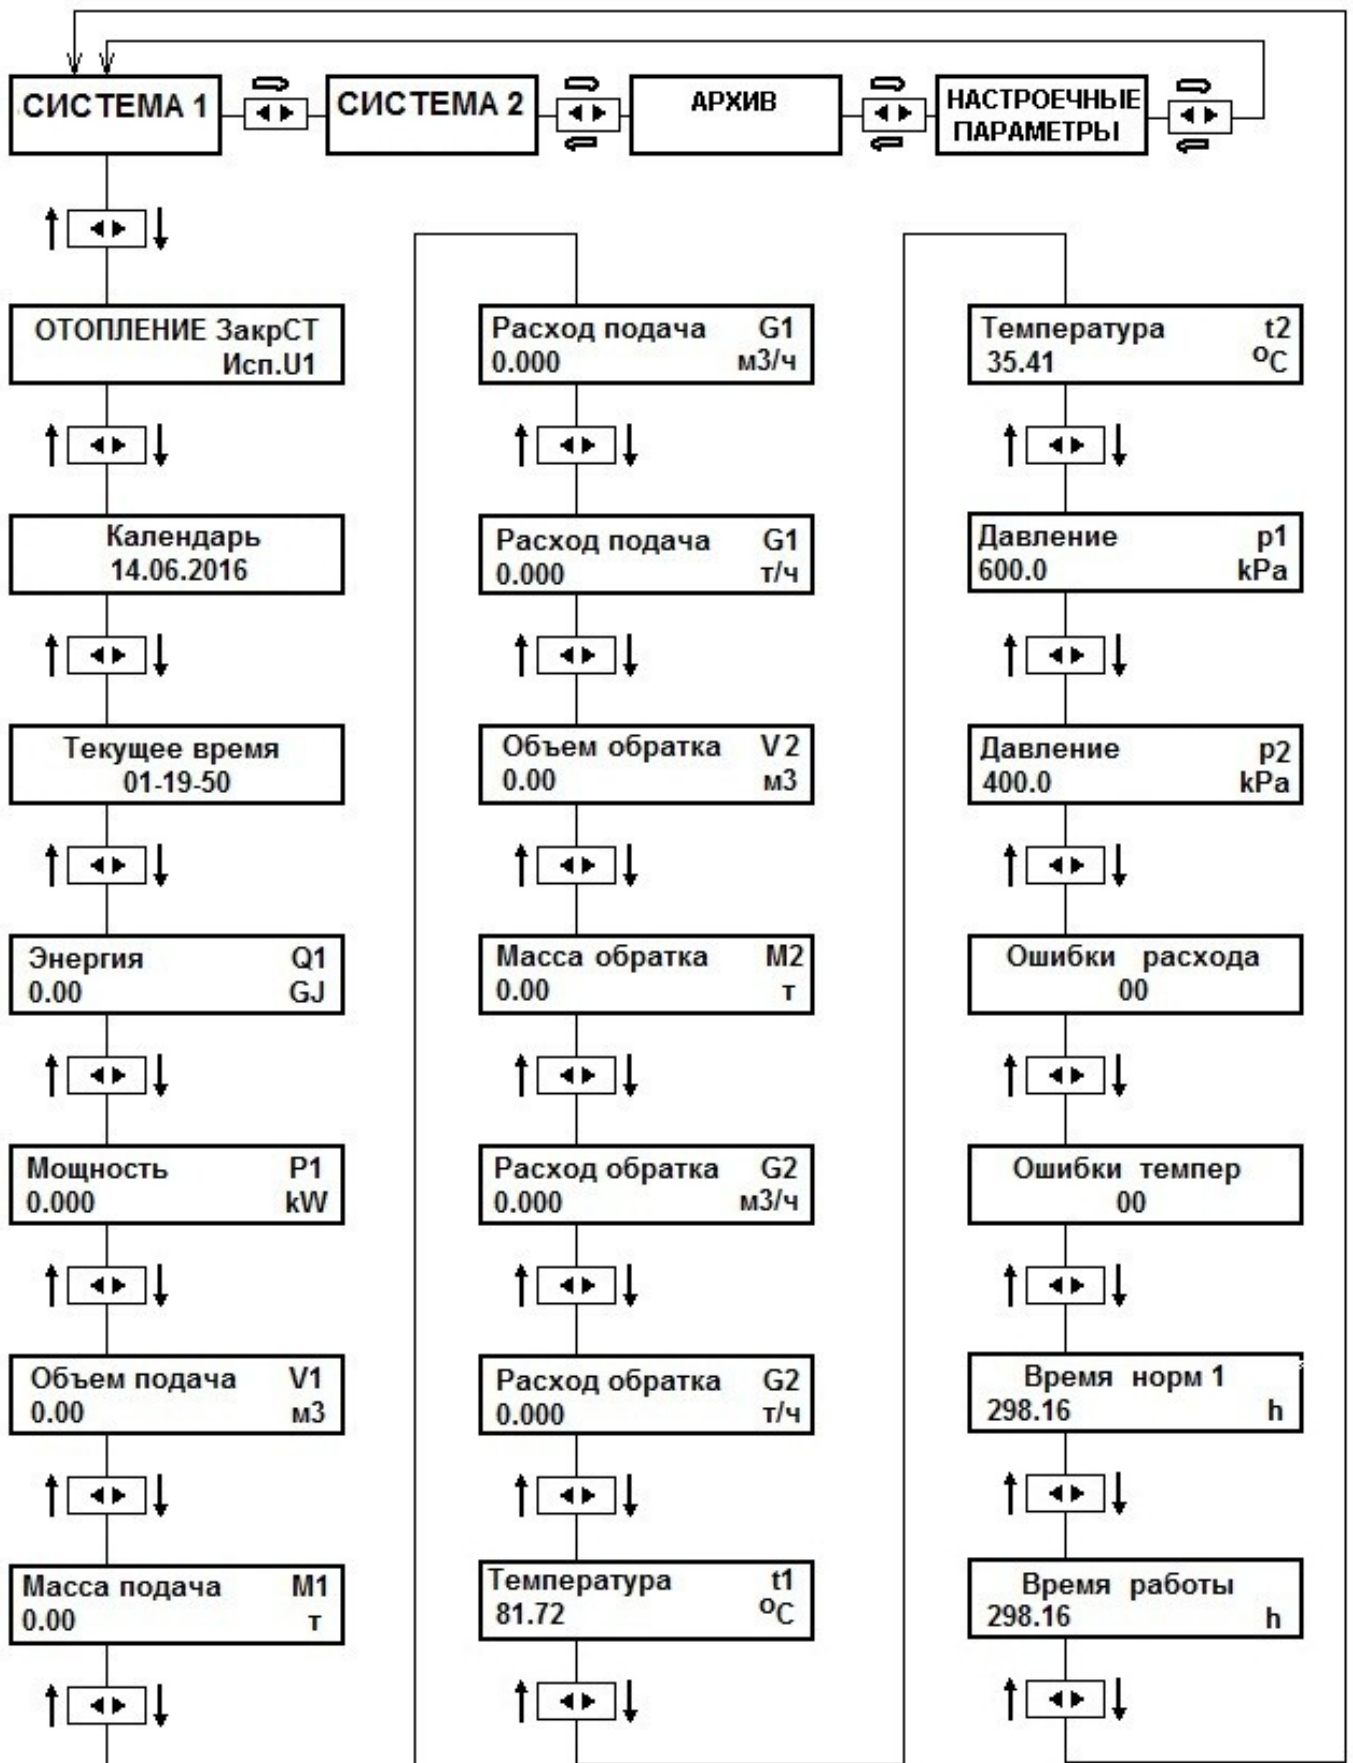 СИСТЕМА 1
СИСТЕМА 2
АРХИВ
НАСТРОЕЧНЫЕ
ПАРАМЕТРЫ
ОТОПЛЕНИЕ ЗакрСТ
Исп.U1
Календарь
14.06.2016
Текущее время
01-19-50
Энергия Q1
0.00 GJ
Мощность P1
0.000 kW
Объем подача V1
0.00 м3
Масса подача M1
0.00 т
Расход подача G1
0.000 м3/ч
Расход подача G1
0.000 т/ч
Объем обратка V2
0.00 м3
Масса обратка M2
0.00 т
Расход обратка G2
0.000 м3/ч
Расход обратка G2
0.000 т/ч
Температура t1
81.72 ºC
Температура t2
35.41 ºC
Давление p1
600.0 kPa
Давление p2
400.0 kPa
Ошибки расхода
00
Ошибки темпер
00
Время норм 1
298.16 h
Время работы
298.16 h